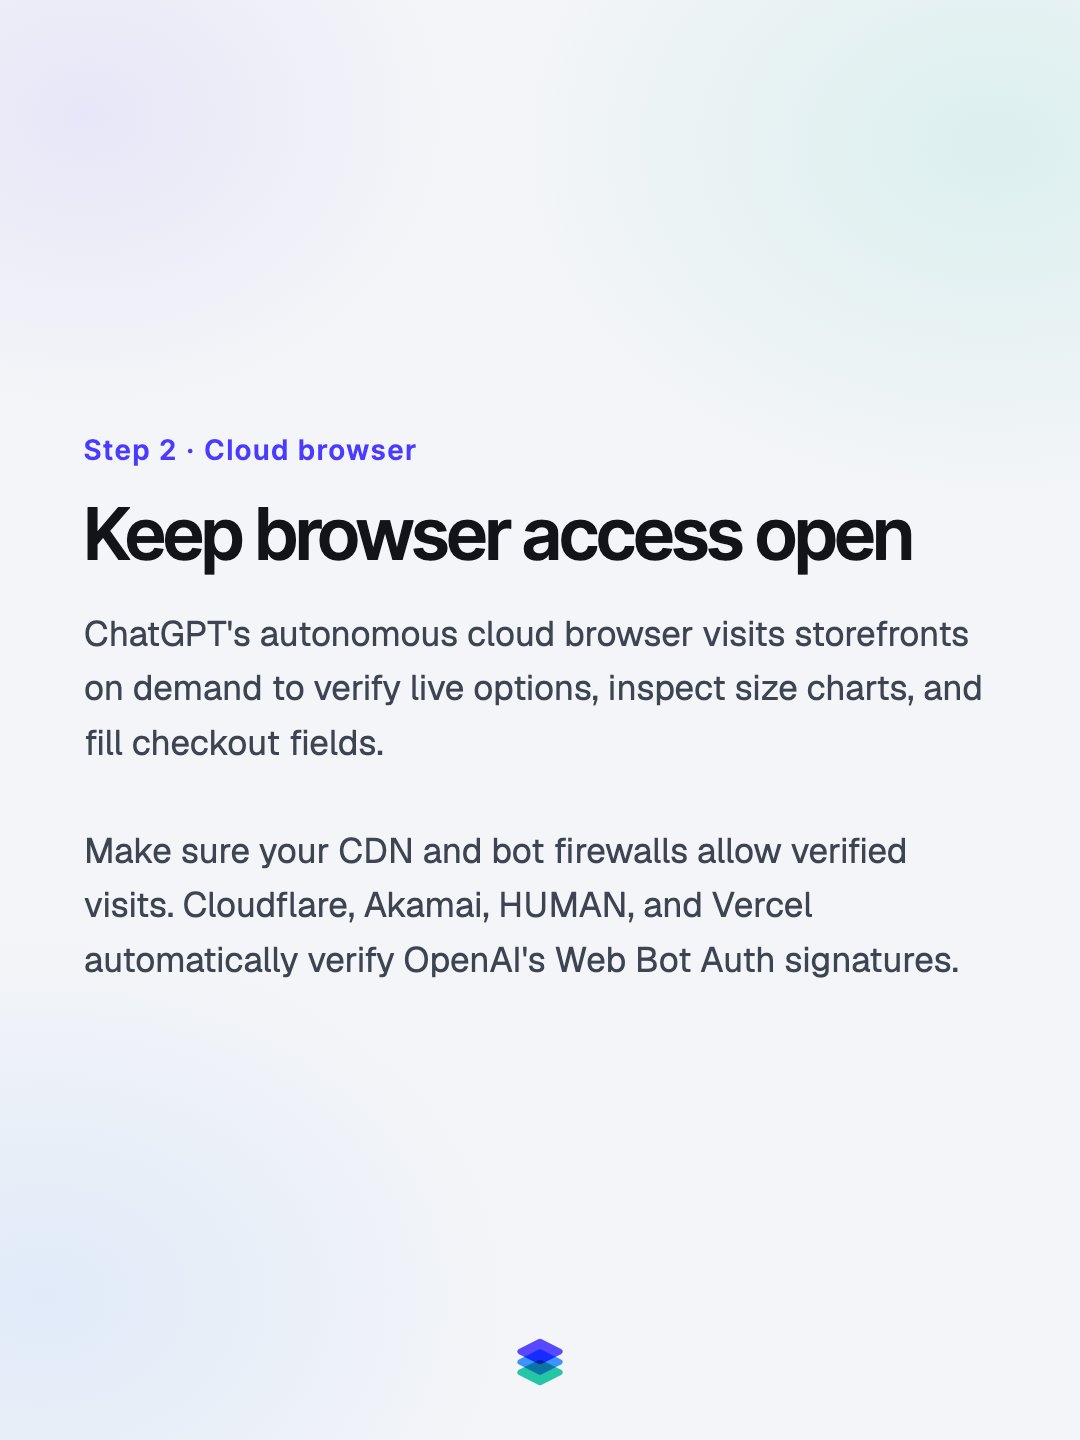 Step 2 · Cloud browser
Keep browser access open
ChatGPT's autonomous cloud browser visits storefronts
on demand to verify live options, inspect size charts, and
fill checkout fields.
Make sure your CDN and bot firewalls allow verified
visits. Cloudflare, Akamai, HUMAN, and Vercel
automatically verify OpenAI's Web Bot Auth signatures.